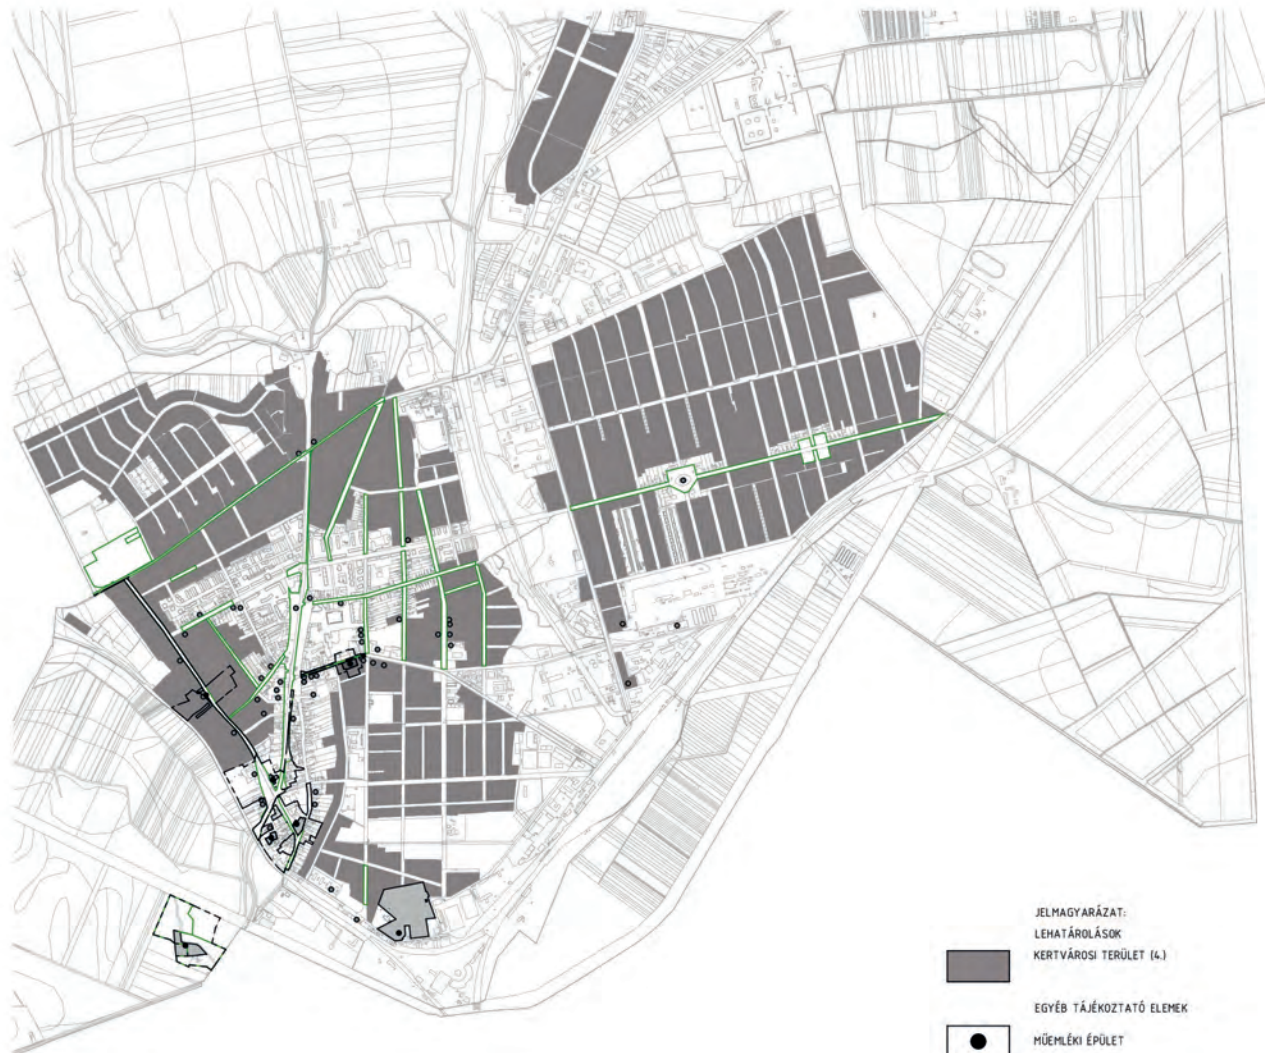 JELMAGYARÁZAT:
LEHATÁROLÁSOK
KERTVÁROSI TERÜLET (4.)
EGYÉB TÁJÉKOZTATÓ ELEMEK
MŰEMLÉKI ÉPÜLET